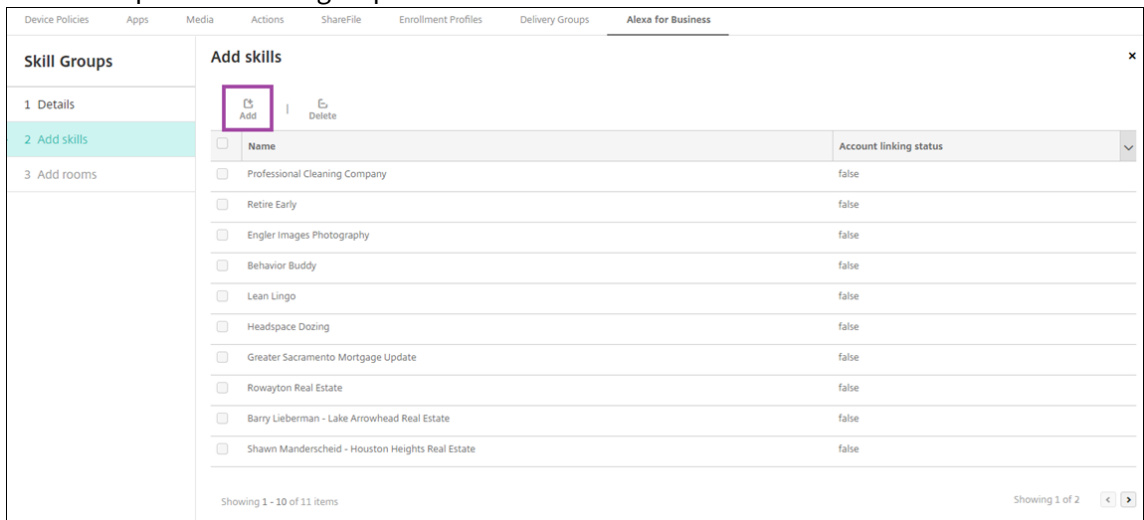 Device Policies Apps Media Actions ShareFile Enrollment Profiles Delivery Groups Alexa for Business
Skill Groups
1 Details
2 Add skills
3 Add rooms
Add skills
Add | Delete
Name Account linking status
Professional Cleaning Company false
Retire Early false
Engler Images Photography false
Behavior Buddy false
Lean Lingo false
Headspace Dozing false
Greater Sacramento Mortgage Update false
Rowayton Real Estate false
Barry Lieberman - Lake Arrowhead Real Estate false
Shawn Manderscheid - Houston Heights Real Estate false
Showing 1 - 10 of 11 items Showing 1 of 2